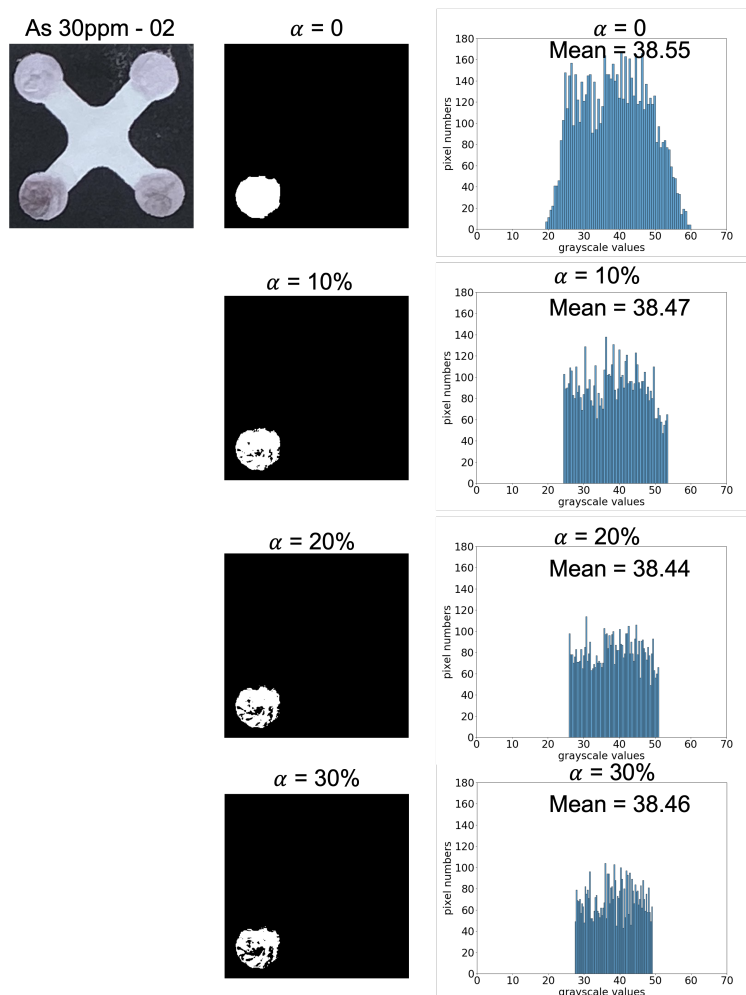 As 30ppm - 02
α = 0
α = 0
Mean = 38.55
pixel numbers
180
160
140
120
100
80
60
40
20
0
0 10 20 30 40 50 60 70
grayscale values
α = 10%
α = 10%
Mean = 38.47
pixel numbers
180
160
140
120
100
80
60
40
20
0
0 10 20 30 40 50 60 70
grayscale values
α = 20%
α = 20%
Mean = 38.44
pixel numbers
180
160
140
120
100
80
60
40
20
0
0 10 20 30 40 50 60 70
grayscale values
α = 30%
α = 30%
Mean = 38.46
pixel numbers
180
160
140
120
100
80
60
40
20
0
0 10 20 30 40 50 60 70
grayscale values